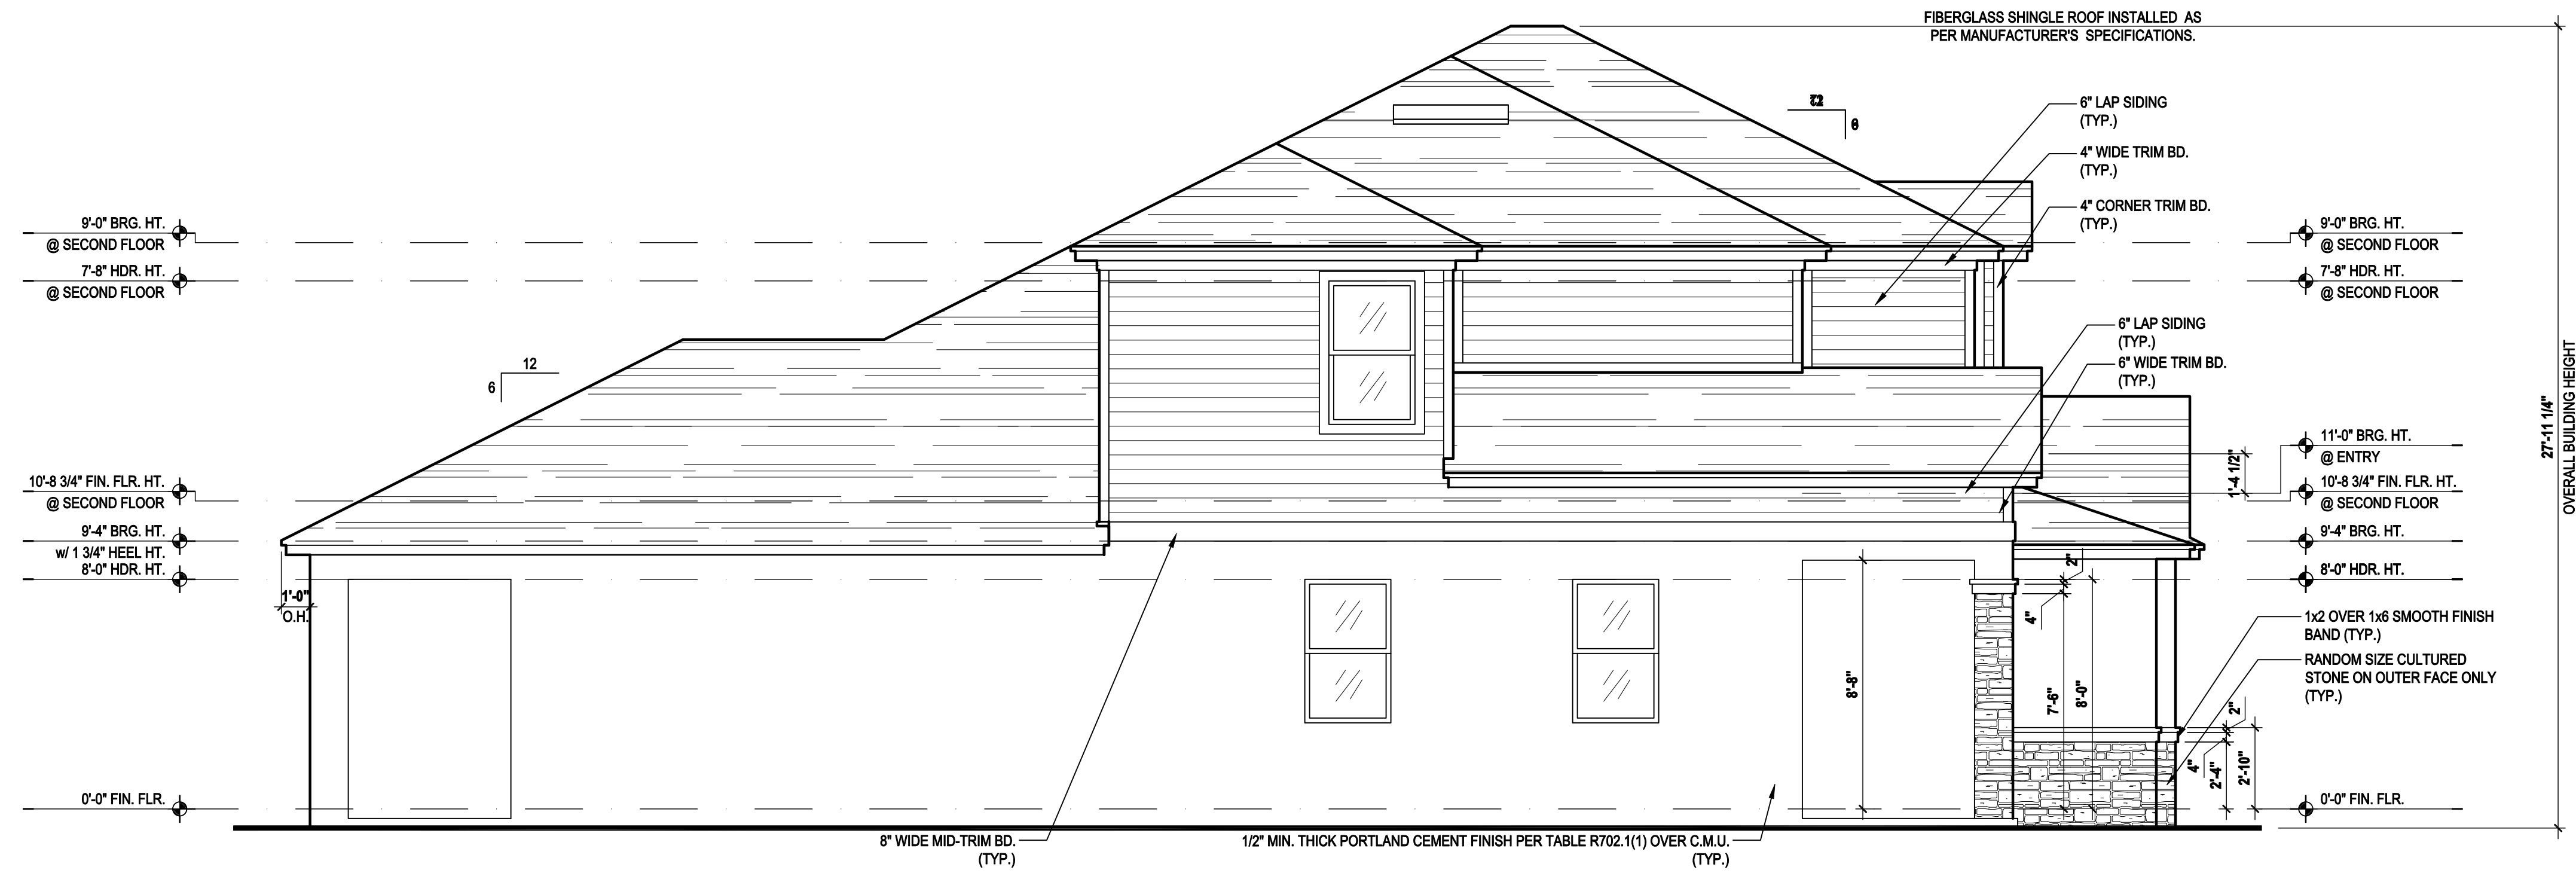 FIBERGLASS SHINGLE ROOF INSTALLED AS
PER MANUFACTURER'S SPECIFICATIONS.
6" LAP SIDING
(TYP.)
4" WIDE TRIM BD.
(TYP.)
4" CORNER TRIM BD.
(TYP.)
9'-0" BRG. HT.
@ SECOND FLOOR
7'-8" HDR. HT.
@ SECOND FLOOR
9'-0" BRG. HT.
@ SECOND FLOOR
7'-8" HDR. HT.
@ SECOND FLOOR
6" LAP SIDING
(TYP.)
6" WIDE TRIM BD.
(TYP.)
12
6
27'-11 1/4"
OVERALL BUILDING HEIGHT
11'-0" BRG. HT.
@ ENTRY
1'-4 1/2"
10'-8 3/4" FIN. FLR. HT.
@ SECOND FLOOR
9'-4" BRG. HT.
w/ 1 3/4" HEEL HT.
8'-0" HDR. HT.
10'-8 3/4" FIN. FLR. HT.
@ SECOND FLOOR
9'-4" BRG. HT.
8'-0" HDR. HT.
1'-0"
O.H.
2"
4"
8'-8"
7'-6"
8'-0"
1x2 OVER 1x6 SMOOTH FINISH
BAND (TYP.)
RANDOM SIZE CULTURED
STONE ON OUTER FACE ONLY
(TYP.)
2"
4"
2'-4"
2'-10"
0'-0" FIN. FLR.
0'-0" FIN. FLR.
8" WIDE MID-TRIM BD.
(TYP.)
1/2" MIN. THICK PORTLAND CEMENT FINISH PER TABLE R702.1(1) OVER C.M.U.
(TYP.)